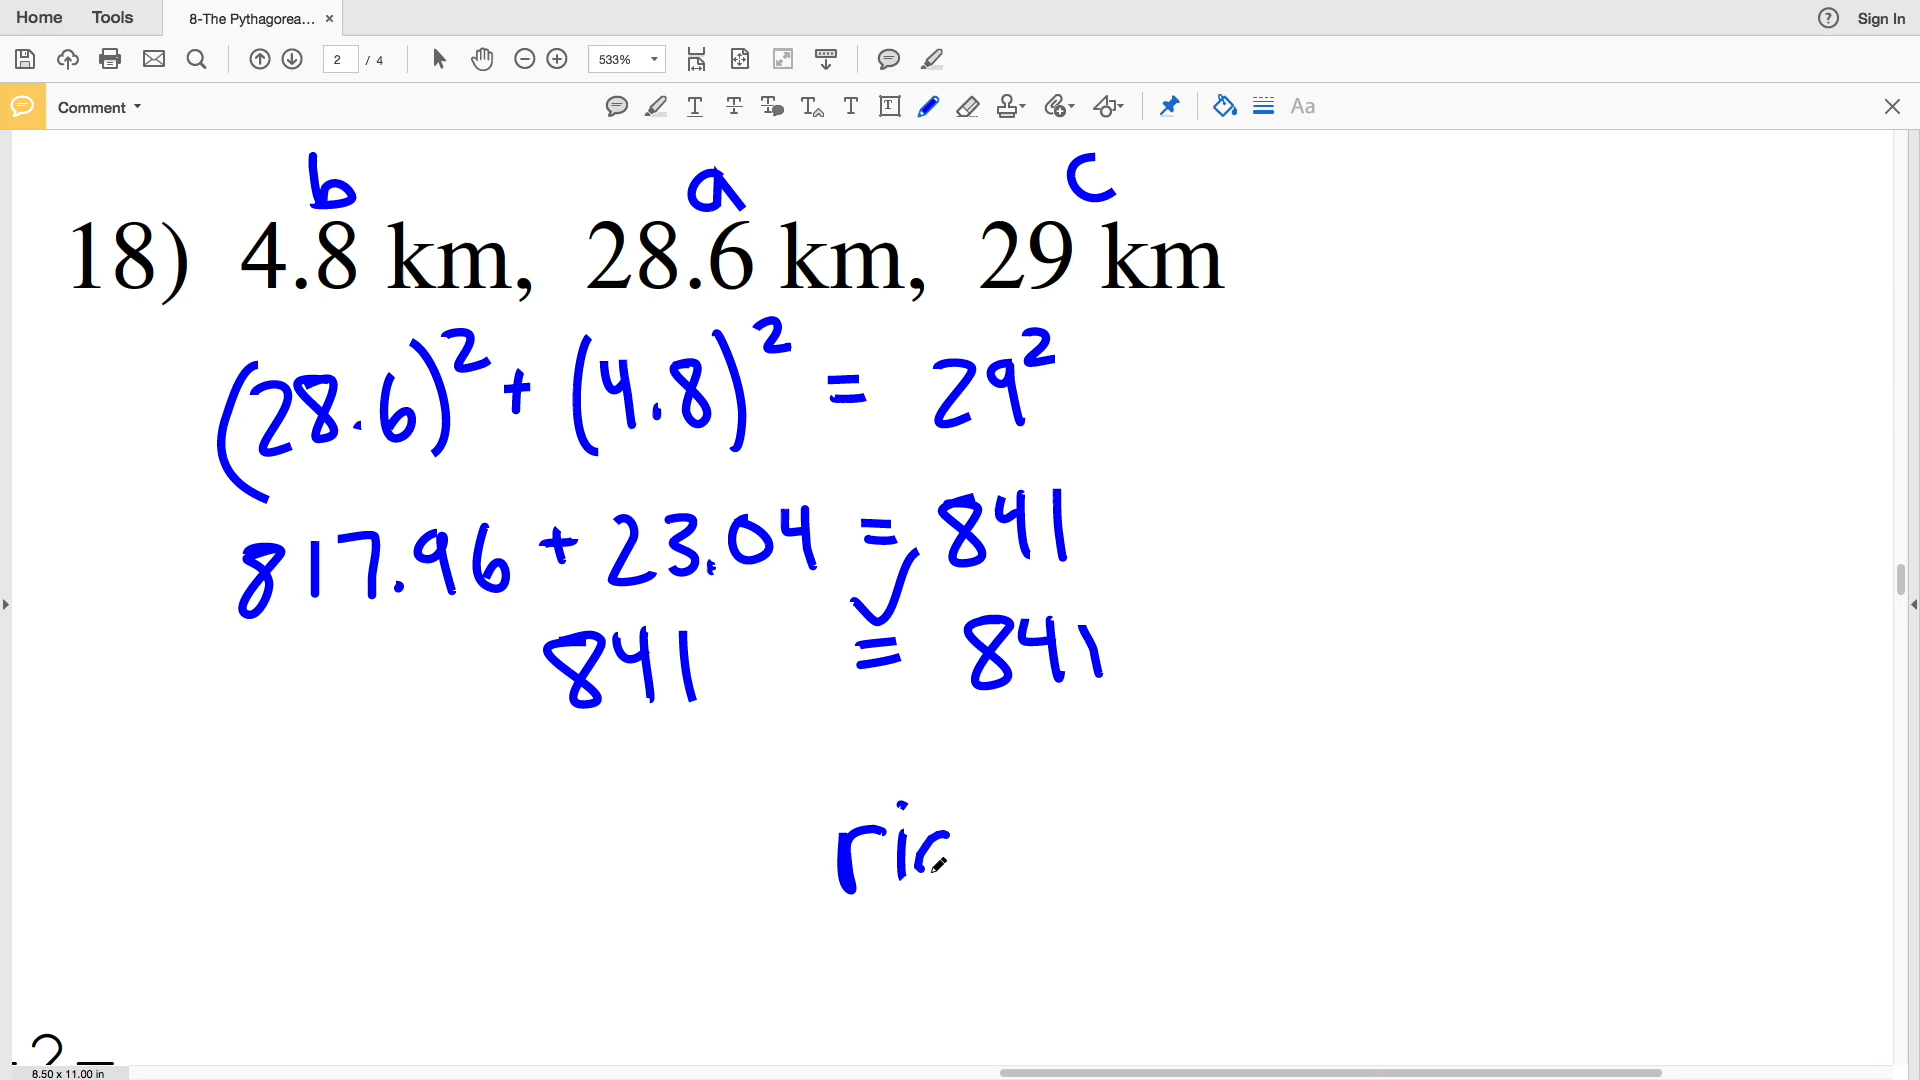 Home Tools 8-The Pythagorea... × ? Sign In
2 / 4 533%
Comment T T T T T T Aa
b a c
18) 4.8 km, 28.6 km, 29 km
(28.6)² + (4.8)² = 29²
817.96 + 23.04 = 841
841 = 841
ric
8.50 x 11.00 in